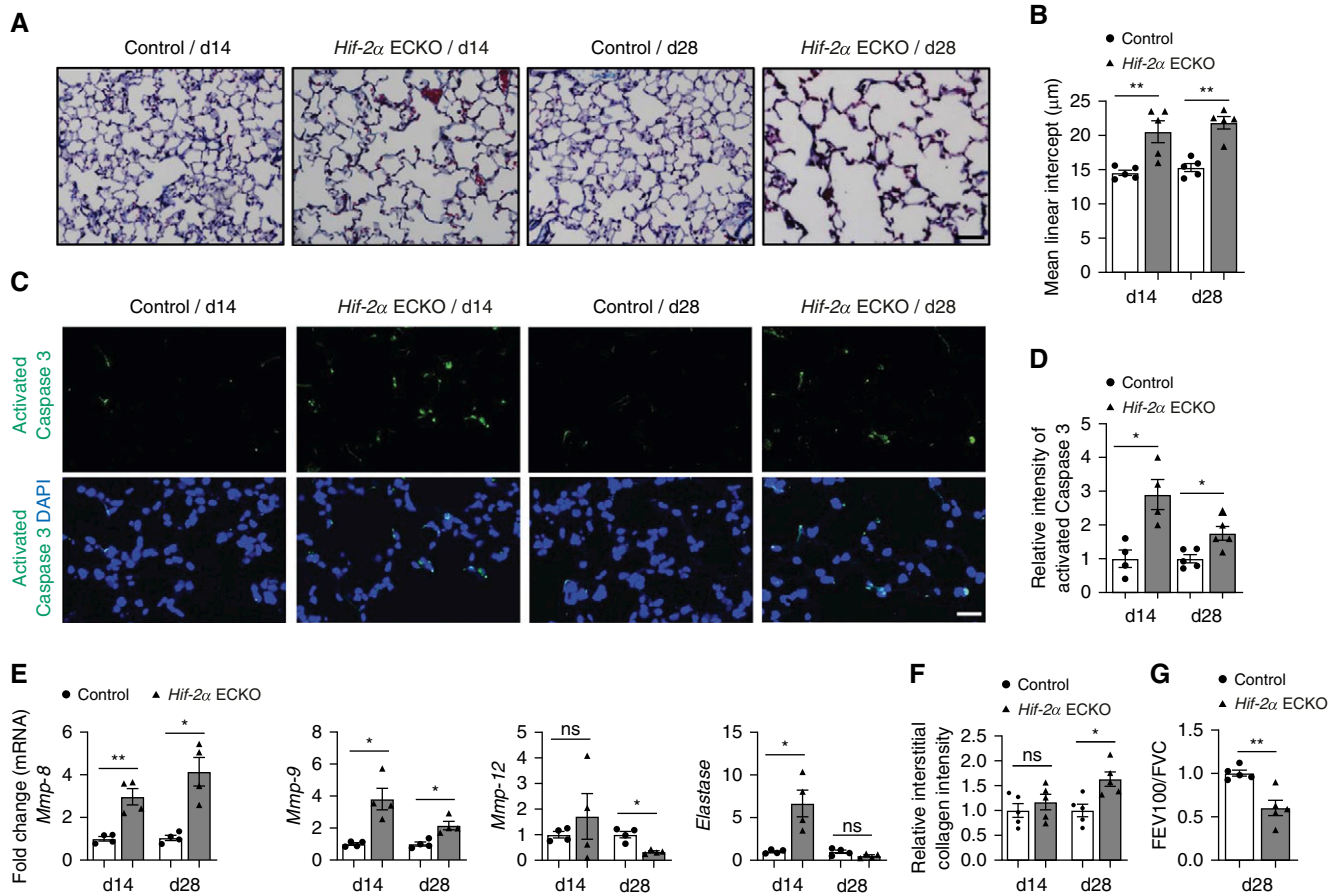 A
Control / d14
Hif-2α ECKO / d14
Control / d28
Hif-2α ECKO / d28
B
Control
Hif-2α ECKO
**
**
Mean linear intercept (μm)
25
20
15
10
5
0
d14
d28
C
Control / d14
Hif-2α ECKO / d14
Control / d28
Hif-2α ECKO / d28
Activated
Caspase 3
Activated
Caspase 3 DAPI
D
Control
Hif-2α ECKO
*
*
Relative intensity of
activated Caspase 3
5
4
3
2
1
0
d14
d28
E
Control
Hif-2α ECKO
Fold change (mRNA)
Mmp-8
6
4
2
0
**
*
d14
d28
Mmp-9
8
6
4
2
0
*
*
d14
d28
Mmp-12
5
4
3
2
1
0
ns
*
d14
d28
Elastase
15
10
5
0
*
ns
d14
d28
F
Control
Hif-2α ECKO
Relative interstitial
collagen intensity
2.5
2.0
1.5
1.0
0.5
0.0
ns
*
d14
d28
G
Control
Hif-2α ECKO
FEV100/FVC
1.5
1.0
0.5
0.0
**
d28